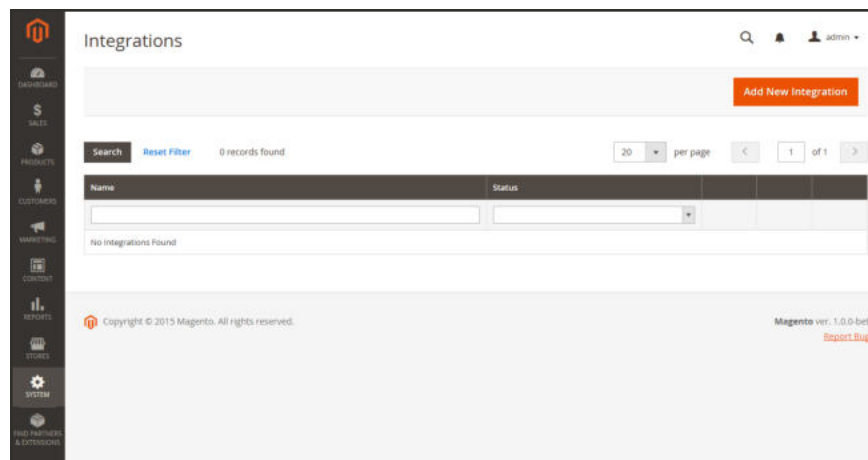 Integrations
admin
Add New Integration
DASHBOARD
$
SALES
PRODUCTS
CUSTOMERS
MARKETING
CONTENT
REPORTS
STORES
SYSTEM
FIND PARTNERS
& EXTENSIONS
Search Reset Filter 0 records found 20 per page < 1 of 1 >
Name Status
No Integrations Found
Copyright © 2015 Magento. All rights reserved. Magento ver. 1.0.0-bet
Report Bug